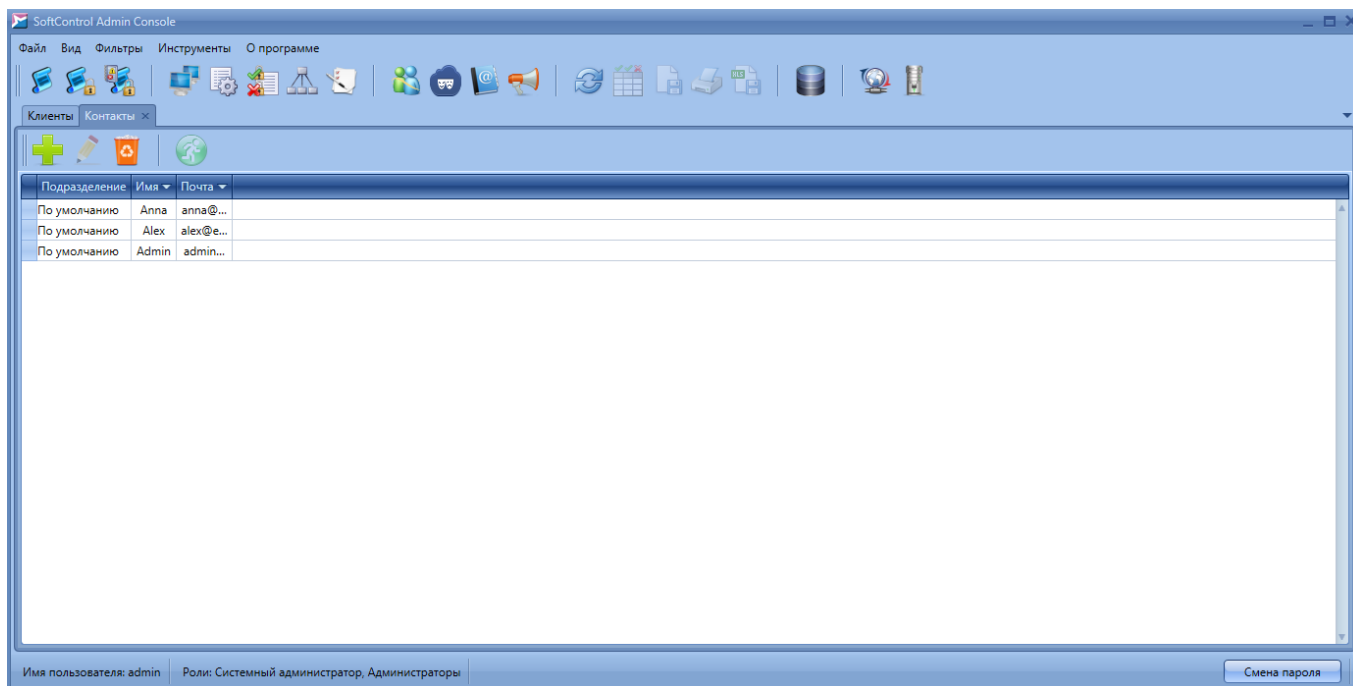 SoftControl Admin Console
Файл Вид Фильтры Инструменты О программе
Клиенты Контакты
Подразделение Имя Почта
По умолчанию Anna anna@...
По умолчанию Alex alex@e...
По умолчанию Admin admin...
Имя пользователя: admin Роли: Системный администратор, Администраторы Смена пароля